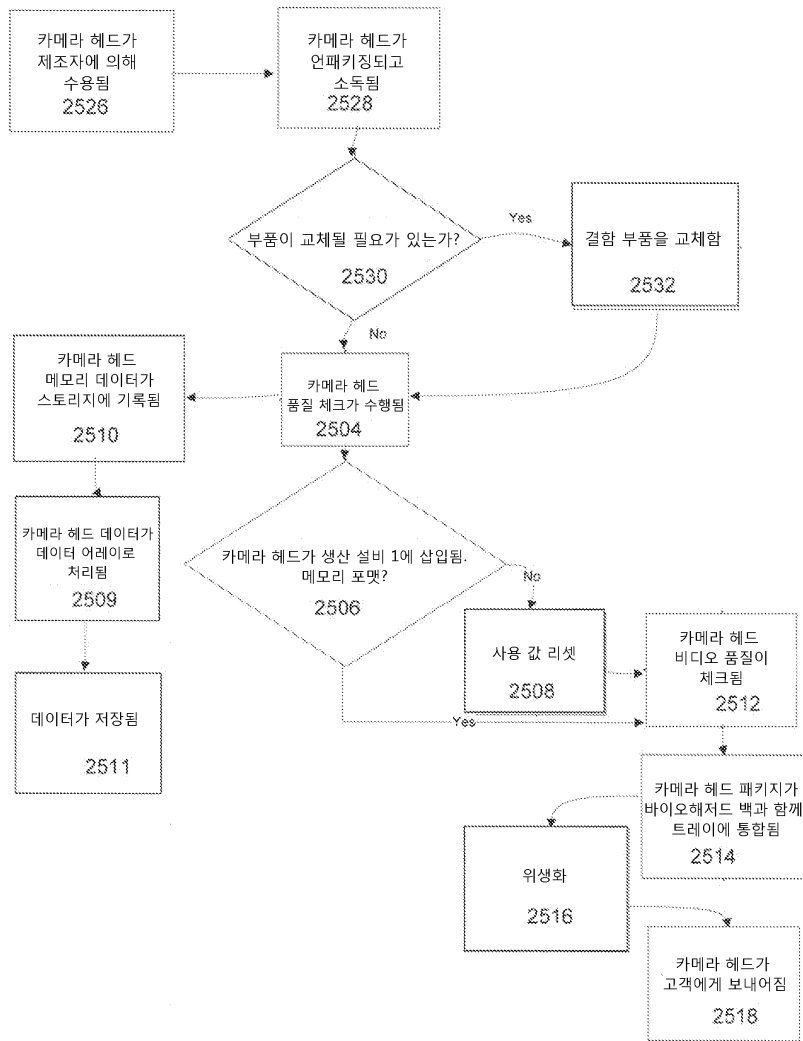 카메라 헤드가
제조자에 의해
수용됨
2526
카메라 헤드가
언패키징되고
소독됨
2528
부품이 교체될 필요가 있는가?
2530
Yes
결함 부품을 교체함
2532
No
카메라 헤드
메모리 데이터가
스토리지에 기록됨
2510
카메라 헤드
품질 체크가 수행됨
2504
카메라 헤드 데이터가
데이터 어레이로
처리됨
2509
카메라 헤드가 생산 설비 1에 삽입됨.
메모리 포맷?
2506
No
사용 값 리셋
2508
카메라 헤드
비디오 품질이
체크됨
2512
Yes
데이터가 저장됨
2511
카메라 헤드 패키지가
바이오해저드 백과 함께
트레이에 통합됨
2514
위생화
2516
카메라 헤드가
고객에게 보내어짐
2518